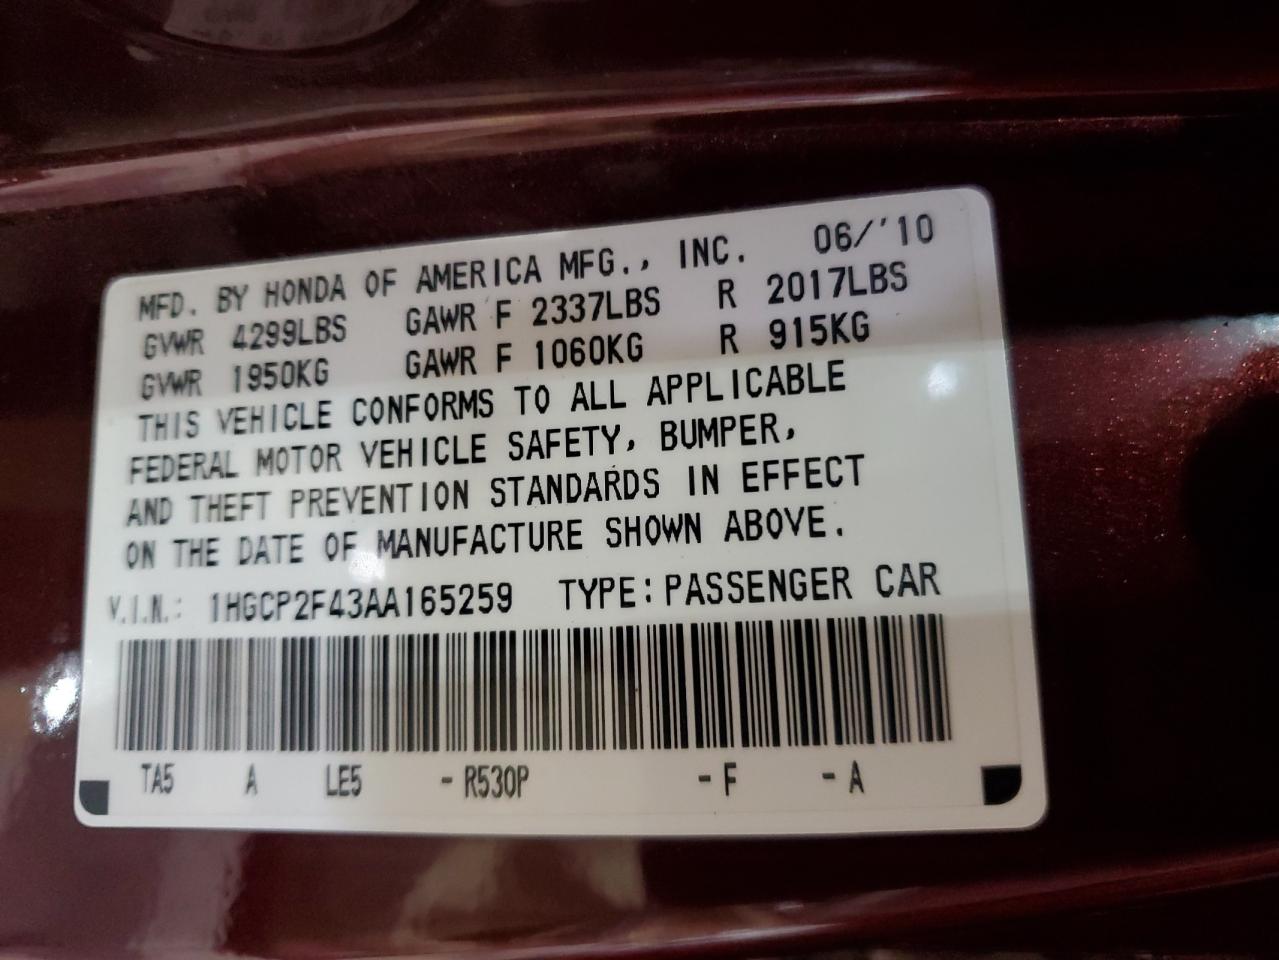 MFD. BY HONDA OF AMERICA MFG., INC. 06/'10
GVWR 4299LBS GAWR F 2337LBS R 2017LBS
GVWR 1950KG GAWR F 1060KG R 915KG
THIS VEHICLE CONFORMS TO ALL APPLICABLE
FEDERAL MOTOR VEHICLE SAFETY, BUMPER,
AND THEFT PREVENTION STANDARDS IN EFFECT
ON THE DATE OF MANUFACTURE SHOWN ABOVE.
V.I.N.: 1HGCP2F43AA165259 TYPE:PASSENGER CAR
TA5 A LE5 -R530P -F -A